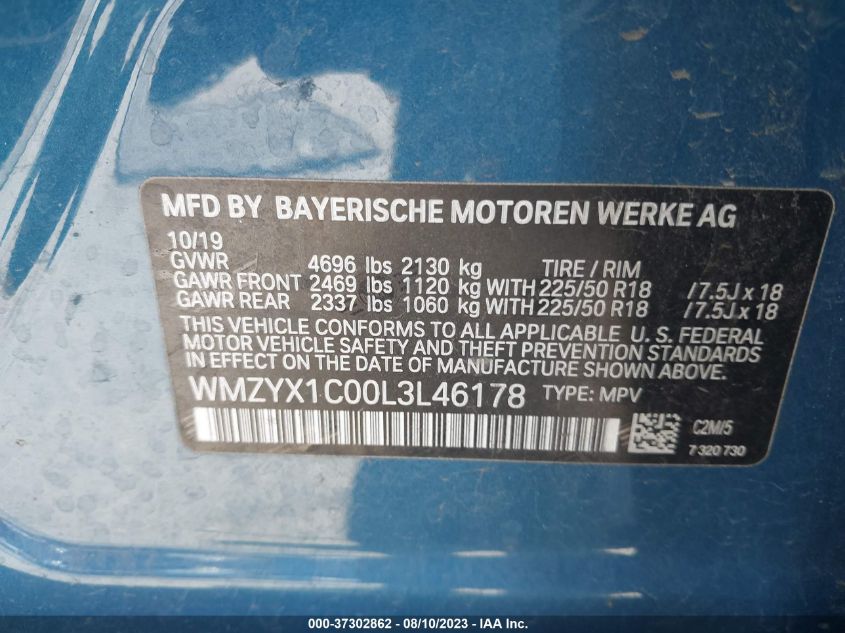 MFD BY BAYERISCHE MOTOREN WERKE AG
10/19
GVWR 4696 lbs 2130 kg TIRE / RIM
GAWR FRONT 2469 lbs 1120 kg WITH 225/50 R18 /7.5J x 18
GAWR REAR 2337 lbs 1060 kg WITH 225/50 R18 /7.5J x 18
THIS VEHICLE CONFORMS TO ALL APPLICABLE U.S. FEDERAL
MOTOR VEHICLE SAFETY AND THEFT PREVENTION STANDARDS
IN EFFECT ON THE DATE OF MANUFACTURE SHOWN ABOVE.
WMZYX1C00L3L46178 TYPE: MPV
C2M/5
7 320 730
000-37302862 - 08/10/2023 - IAA Inc.